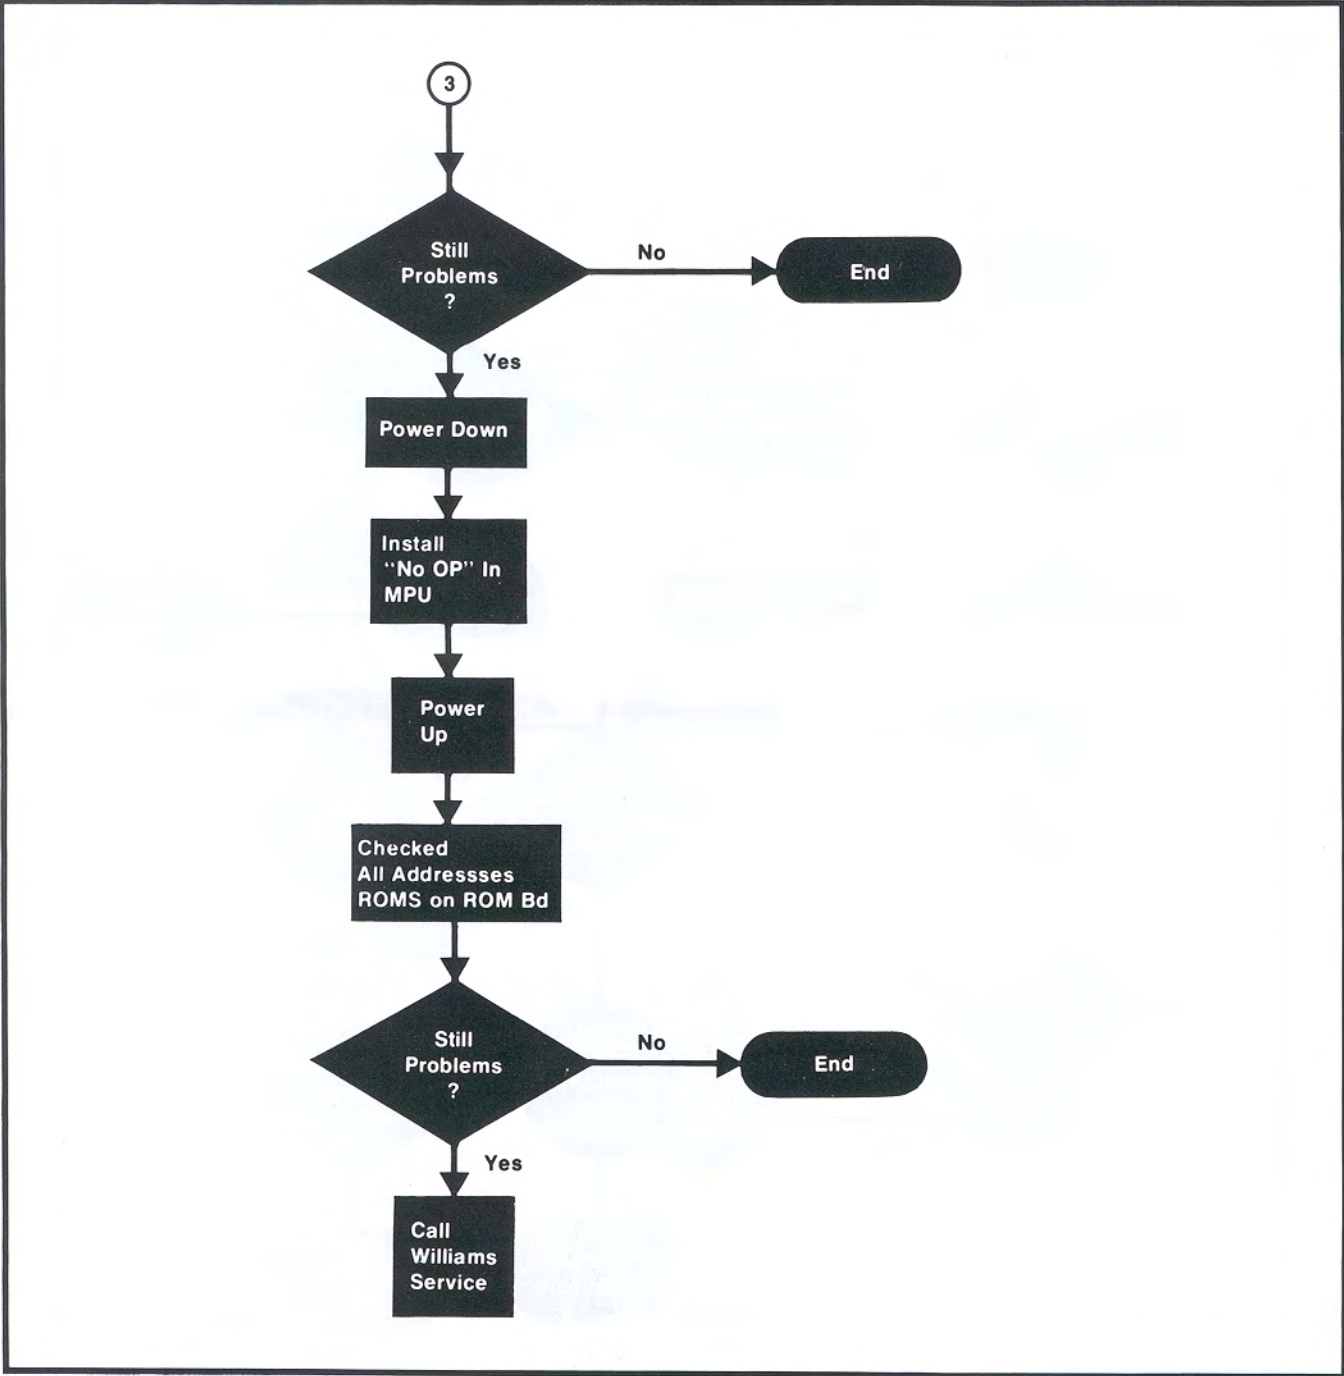 3
Still
Problems
?
No
End
Yes
Power Down
Install
“No OP” In
MPU
Power
Up
Checked
All Addressses
ROMS on ROM Bd
Still
Problems
?
No
End
Yes
Call
Williams
Service